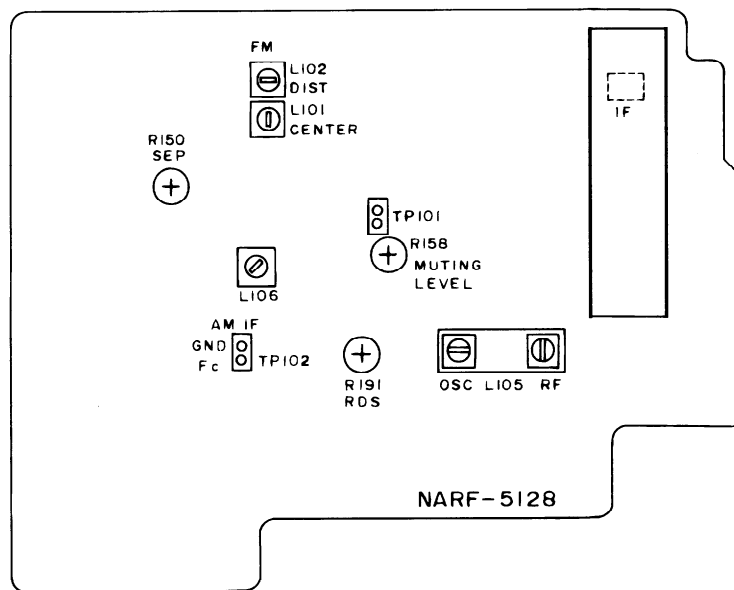 FM
L102
DIST
L101
CENTER
IF
R150
SEP
TP101
R158
MUTING
LEVEL
L106
AM IF
GND
Fc TP102
R191
RDS
OSC L105 RF
NARF-5128